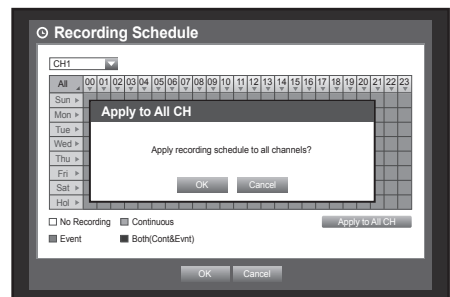 Recording Schedule
CH1
All 00 01 02 03 04 05 06 07 08 09 10 11 12 13 14 15 16 17 18 19 20 21 22 23
Sun
Mon
Tue
Wed
Thu
Fri
Sat
Hol
Apply to All CH
Apply recording schedule to all channels?
OK Cancel
No Recording Continuous Apply to All CH
Event Both(Cont&Evnt)
OK Cancel